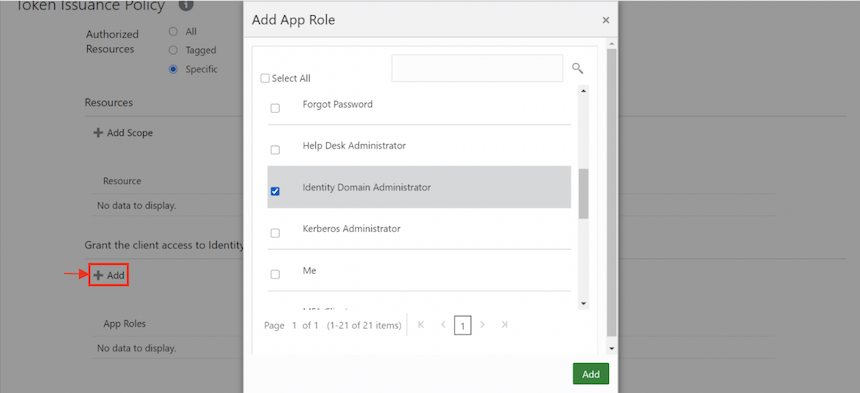 Token Issuance Policy
Authorized
Resources
All
Tagged
Specific
Resources
Add Scope
Resource
No data to display.
Grant the client access to Identity
Add
App Roles
No data to display.
Add App Role
×
Select All
Forgot Password
Help Desk Administrator
Identity Domain Administrator
Kerberos Administrator
Me
Page 1 of 1 (1-21 of 21 items) 1
Add